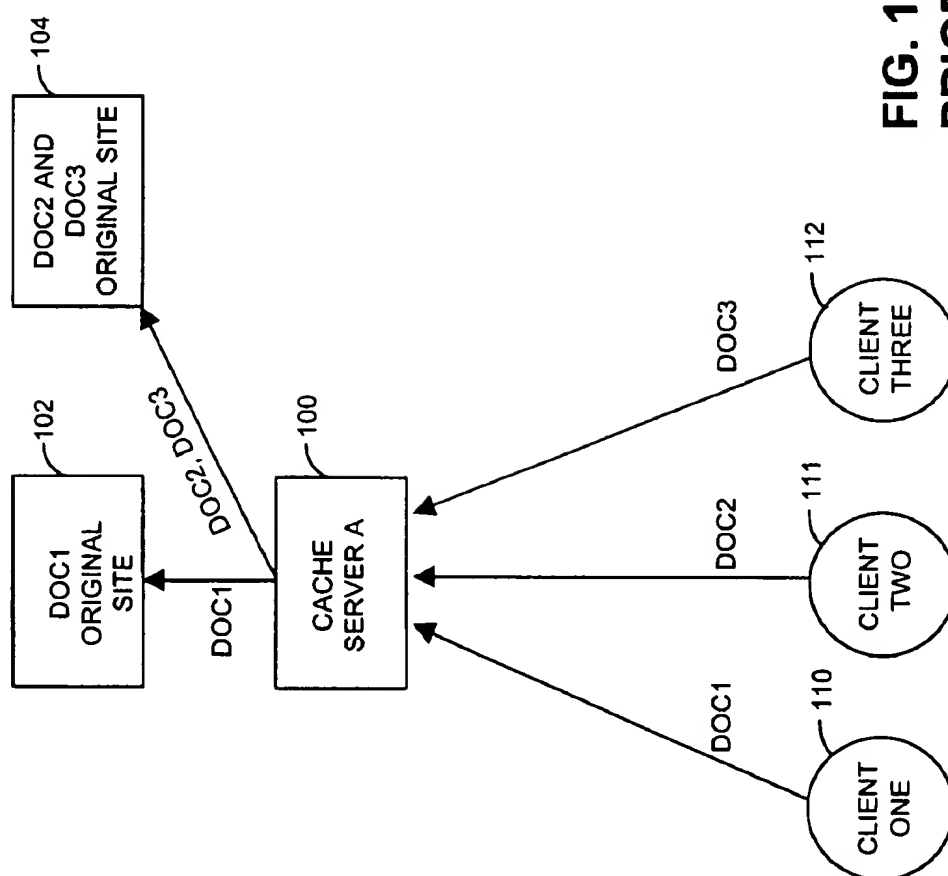 104
DOC2 AND
DOC3
ORIGINAL SITE
102
DOC1
ORIGINAL
SITE
DOC2, DOC3
DOC1
100
CACHE
SERVER A
DOC1
DOC2
DOC3
110
CLIENT
ONE
111
CLIENT
TWO
112
CLIENT
THREE
FIG. 1